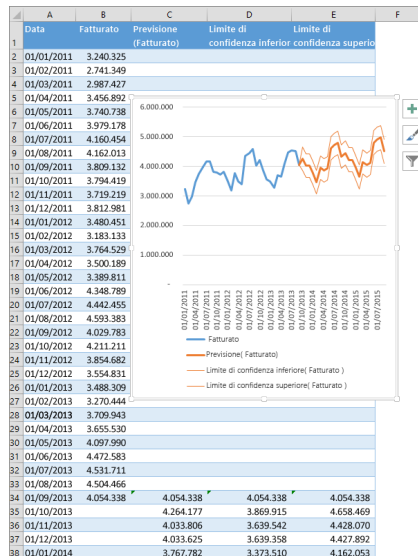 A B C D E F
Data Fatturato Previsione Limite di Limite di
1 (Fatturato) confidenza inferior confidenza superio
2 01/01/2011 3.240.325
3 01/02/2011 2.741.349
4 01/03/2011 2.987.427
5 01/04/2011 3.456.892
6 01/05/2011 3.740.738
7 01/06/2011 3.979.178
8 01/07/2011 4.160.454
9 01/08/2011 4.162.013
10 01/09/2011 3.809.132
11 01/10/2011 3.794.419
12 01/11/2011 3.719.219
13 01/12/2011 3.812.981
14 01/01/2012 3.480.451
15 01/02/2012 3.183.133
16 01/03/2012 3.764.529
17 01/04/2012 3.500.189
18 01/05/2012 3.389.811
19 01/06/2012 4.348.789
20 01/07/2012 4.442.455
21 01/08/2012 4.593.383
22 01/09/2012 4.029.783
23 01/10/2012 4.211.211
24 01/11/2012 3.854.682
25 01/12/2012 3.554.831
26 01/01/2013 3.488.309
27 01/02/2013 3.270.444
28 01/03/2013 3.709.943
29 01/04/2013 3.655.530
30 01/05/2013 4.097.990
31 01/06/2013 4.472.583
32 01/07/2013 4.531.711
33 01/08/2013 4.504.466
34 01/09/2013 4.054.338 4.054.338 4.054.338 4.054.338
35 01/10/2013 4.264.177 3.869.915 4.658.469
36 01/11/2013 4.033.806 3.639.542 4.428.070
37 01/12/2013 4.033.625 3.639.358 4.427.892
38 01/01/2014 3.767.782 3.373.510 4.162.053
6.000.000
5.000.000
4.000.000
3.000.000
2.000.000
1.000.000
-
01/01/2011
01/04/2011
01/07/2011
01/10/2011
01/01/2012
01/04/2012
01/07/2012
01/10/2012
01/01/2013
01/04/2013
01/07/2013
01/10/2013
01/01/2014
01/04/2014
01/07/2014
01/10/2014
01/01/2015
01/04/2015
01/07/2015
Fatturato
Previsione( Fatturato)
Limite di confidenza inferiore( Fatturato )
Limite di confidenza superiore( Fatturato )